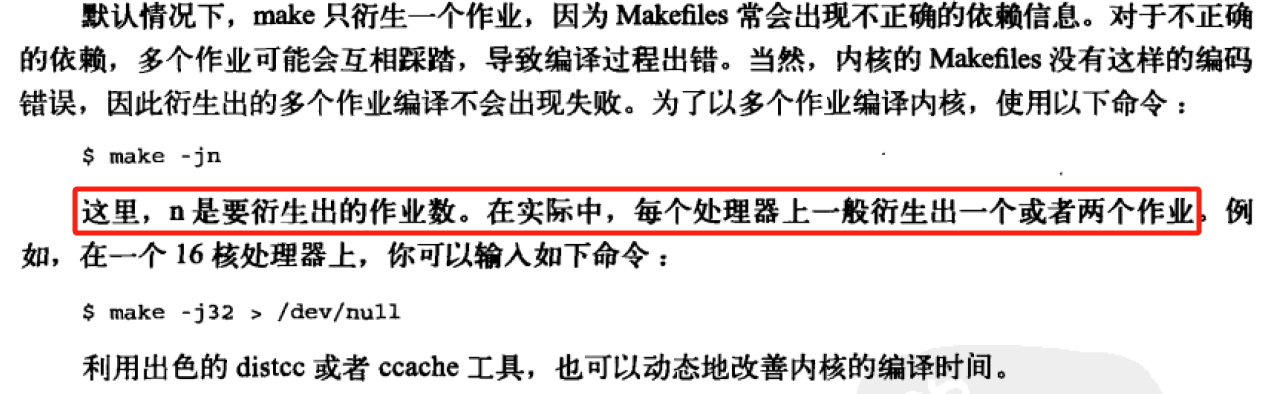 默认情况下，make 只衍生一个作业，因为 Makefiles 常会出现不正确的依赖信息。对于不正确
的依赖，多个作业可能会互相踩踏，导致编译过程出错。当然，内核的 Makefiles 没有这样的编码
错误，因此衍生出的多个作业编译不会出现失败。为了以多个作业编译内核，使用以下命令：
$ make -jn
这里，n 是要衍生出的作业数。在实际中，每个处理器上一般衍生出一个或者两个作业。例
如，在一个 16 核处理器上，你可以输入如下命令：
$ make -j32 > /dev/null
利用出色的 distcc 或者 ccache 工具，也可以动态地改善内核的编译时间。